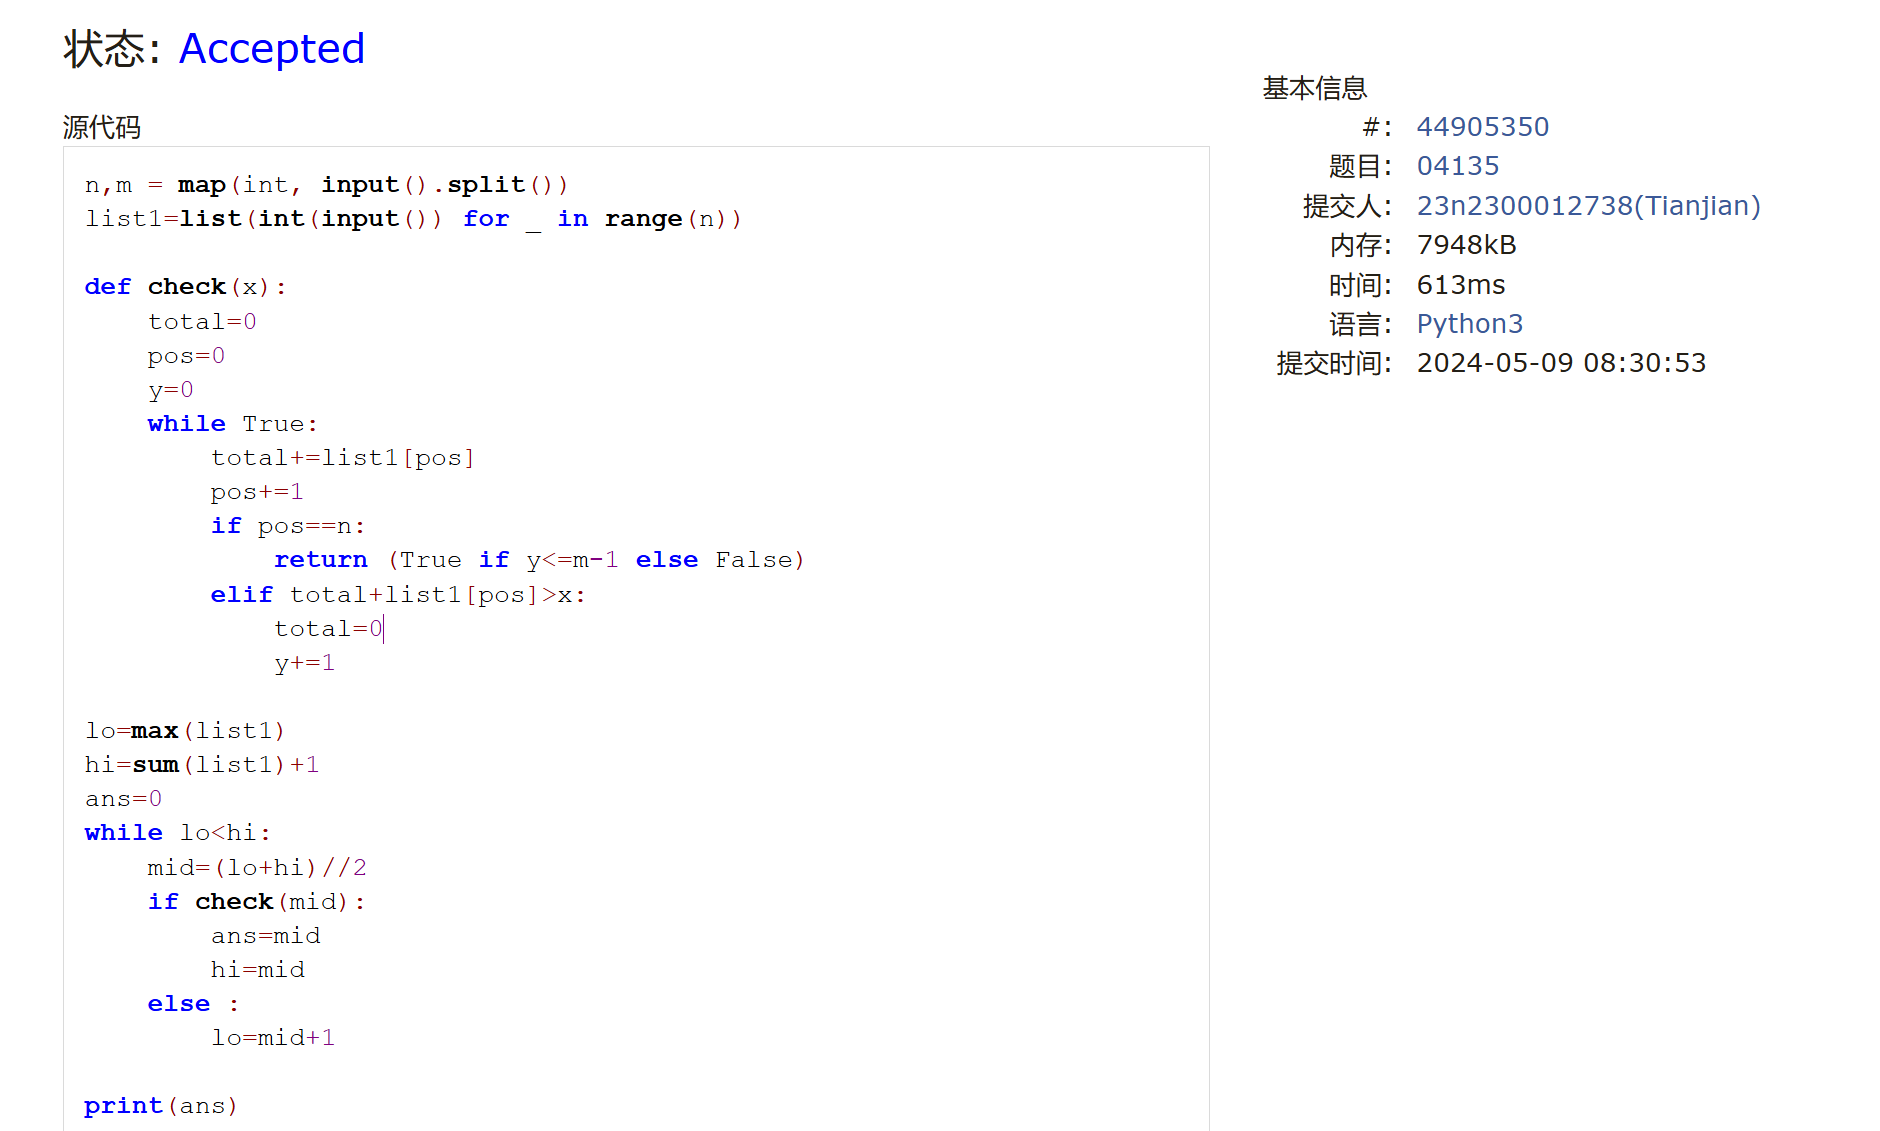 状态: Accepted
源代码
n,m = map(int, input().split())
list1=list(int(input()) for _ in range(n))

def check(x):
    total=0
    pos=0
    y=0
    while True:
        total+=list1[pos]
        pos+=1
        if pos==n:
            return (True if y<=m-1 else False)
        elif total+list1[pos]>x:
            total=0
            y+=1

lo=max(list1)
hi=sum(list1)+1
ans=0
while lo<hi:
    mid=(lo+hi)//2
    if check(mid):
        ans=mid
        hi=mid
    else :
        lo=mid+1

print(ans)
基本信息
#: 44905350
题目: 04135
提交人: 23n2300012738(Tianjian)
内存: 7948kB
时间: 613ms
语言: Python3
提交时间: 2024-05-09 08:30:53